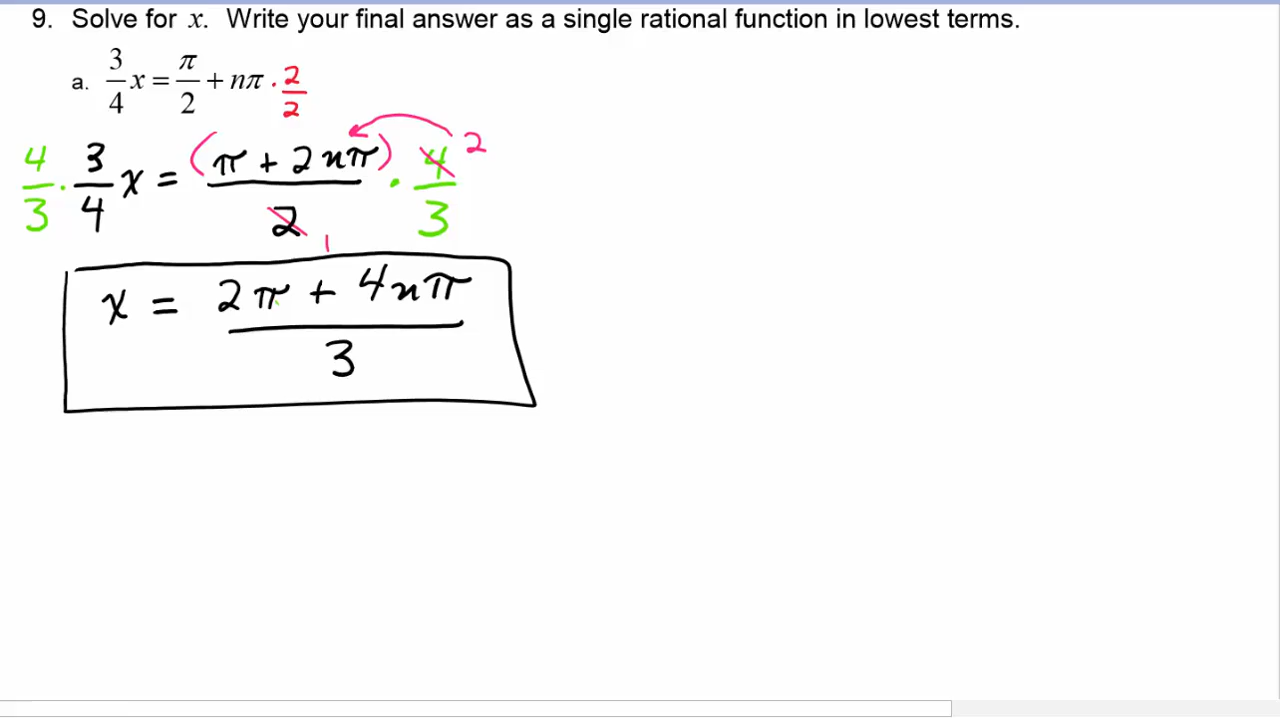 9. Solve for x. Write your final answer as a single rational function in lowest terms.
a. 3/4 x = π/2 + nπ · 2/2
4/3 · 3/4 x = (π + 2nπ)/2 · 4/3 2
1
x = (2π + 4nπ)/3